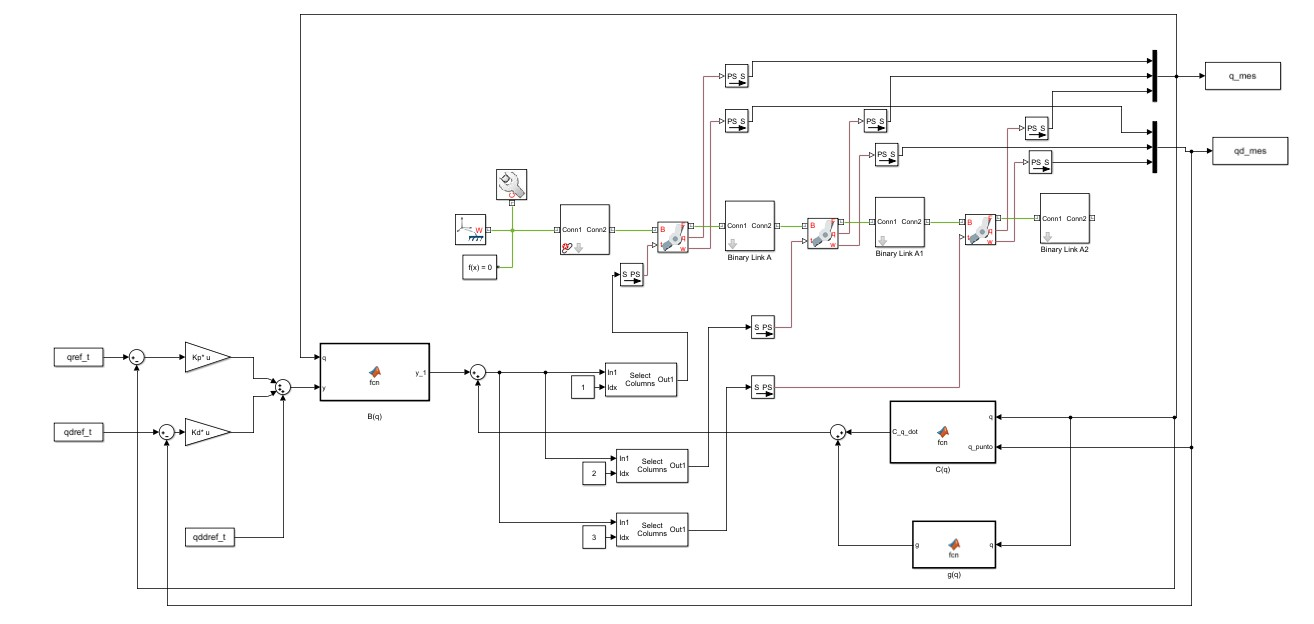 PS S
q_mes
PS S
PS S
PS S
PS S
PS S
qd_mes
W
f(x) = 0
Conn1 Conn2
B
q
w
Conn1 Conn2
Binary Link A
B
q
w
Conn1 Conn2
Binary Link A1
B
q
w
Conn1 Conn2
Binary Link A2
S PS
S PS
S PS
qref_t
Kp* u
qdref_t
Kd* u
qddref_t
q
y
fcn
y_1
B(q)
In1
Idx
Select
Columns
Out1
1
In1
Idx
Select
Columns
Out1
2
In1
Idx
Select
Columns
Out1
3
C_q_dot
fcn
q
q_punto
C(q)
g
fcn
q
g(q)